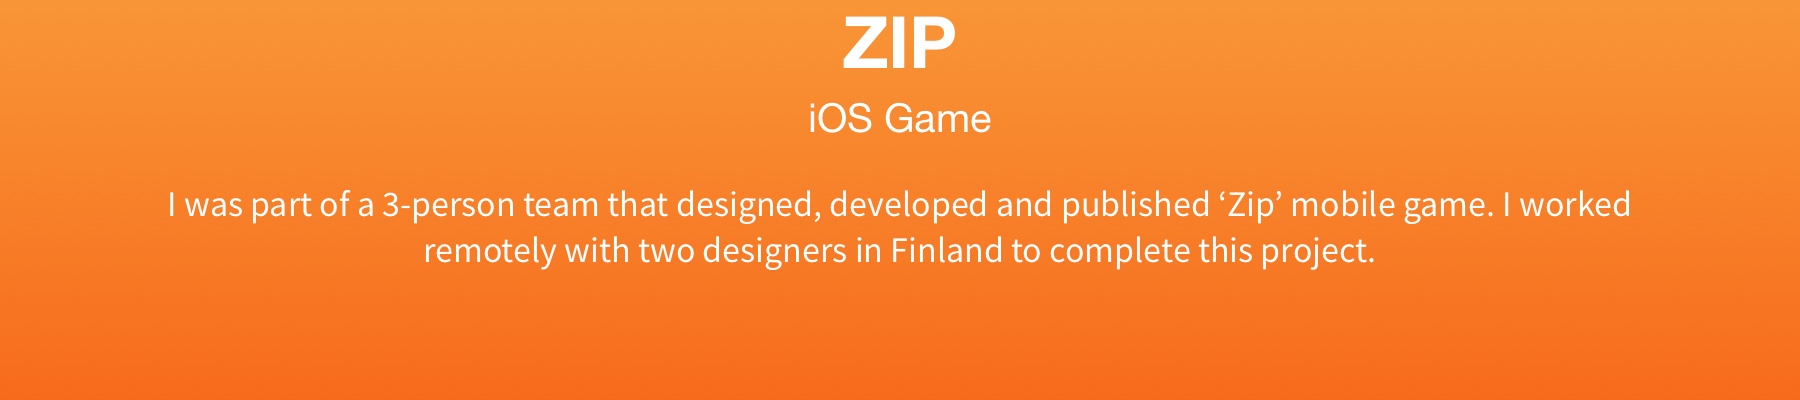 ZIP
iOS Game
I was part of a 3-person team that designed, developed and published ‘Zip’ mobile game. I worked
remotely with two designers in Finland to complete this project.